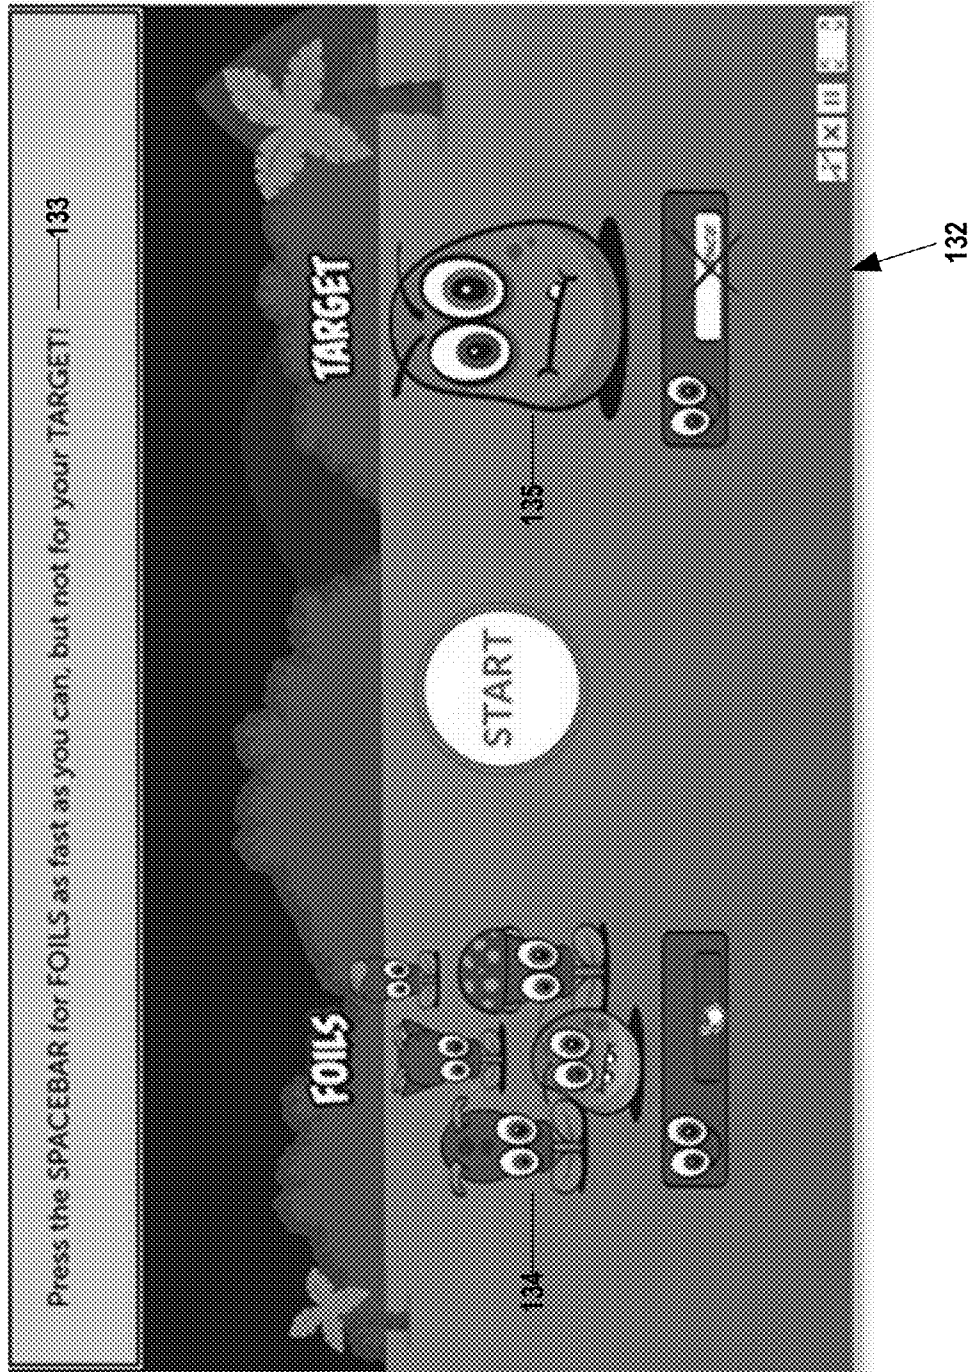 Press the SPACEBAR for FOILS as fast as you can, but not for your TARGET!
133
FOILS
TARGET
START
134
135
132